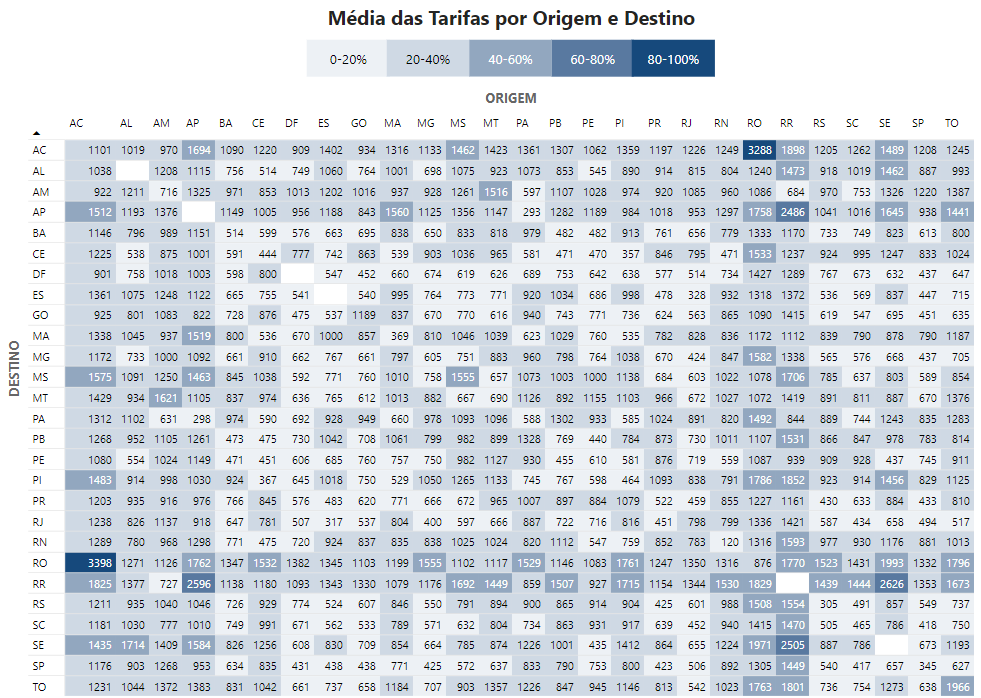 Média das Tarifas por Origem e Destino
0-20% 20-40% 40-60% 60-80% 80-100%
ORIGEM
AC AL AM AP BA CE DF ES GO MA MG MS MT PA PB PE PI PR RJ RN RO RR RS SC SE SP TO
DESTINO
AC 1101 1019 970 1694 1090 1220 909 1402 934 1316 1133 1462 1423 1361 1307 1062 1359 1197 1226 1249 3288 1898 1205 1262 1489 1208 1245
AL 1038 1208 1115 756 514 749 1060 764 1001 698 1075 923 1073 853 545 890 914 815 804 1240 1473 918 1019 1462 887 993
AM 922 1211 716 1325 971 853 1013 1202 1016 937 928 1261 1516 597 1107 1028 974 920 1085 960 1086 684 970 753 1326 1220 1387
AP 1512 1193 1376 1149 1005 956 1188 843 1560 1125 1356 1147 293 1282 1189 984 1018 953 1297 1758 2486 1041 1016 1645 938 1441
BA 1146 796 989 1151 514 599 576 663 695 838 650 833 818 979 482 482 913 761 656 779 1333 1170 733 749 823 613 800
CE 1225 538 875 1001 591 444 777 742 863 539 903 1036 965 581 471 470 357 846 795 471 1533 1237 924 995 1247 833 1024
DF 901 758 1018 1003 598 800 547 452 660 674 619 626 689 753 642 638 577 514 734 1427 1289 767 673 632 437 647
ES 1361 1075 1248 1122 665 755 541 540 995 764 773 771 920 1034 686 998 478 328 932 1318 1372 536 569 837 447 715
GO 925 801 1083 822 728 876 475 537 1189 837 670 770 616 940 743 771 736 624 563 865 1090 1415 619 547 695 451 635
MA 1338 1045 937 1519 800 536 670 1000 857 369 810 1046 1039 623 1029 760 535 782 828 836 1172 1112 839 790 878 790 1187
MG 1172 733 1000 1092 661 910 662 767 661 797 605 751 883 960 798 764 1038 670 424 847 1582 1338 565 576 668 437 705
MS 1575 1091 1250 1463 845 1038 592 771 760 1010 758 1555 657 1073 1003 1000 1138 684 603 1022 1078 1706 785 637 803 589 854
MT 1429 934 1621 1105 837 974 636 765 612 1013 882 667 690 1126 892 1155 1103 966 672 1027 1072 1419 891 811 887 670 1376
PA 1312 1102 631 298 974 590 692 928 949 660 978 1093 1096 588 1302 933 585 1024 891 820 1492 844 889 744 1243 835 1283
PB 1268 952 1105 1261 473 475 730 1042 708 1061 799 982 899 1328 769 440 784 873 730 1011 1107 1531 866 847 978 783 814
PE 1080 554 1024 1149 471 451 606 685 760 757 750 982 1127 930 455 610 581 876 719 559 1087 939 909 928 437 745 911
PI 1483 914 998 1030 924 367 645 1018 750 529 1050 1265 1133 745 767 598 464 1093 838 791 1786 1852 923 914 1456 829 1125
PR 1203 935 916 976 766 845 576 483 620 771 666 672 965 1007 897 884 1079 522 459 855 1227 1161 430 633 884 433 810
RJ 1238 826 1137 918 647 781 507 317 537 804 400 597 666 887 722 716 816 451 798 799 1336 1421 587 434 658 494 517
RN 1289 780 968 1298 771 475 720 924 837 835 838 1025 1024 820 1112 547 759 852 783 120 1316 1593 977 930 1176 881 1013
RO 3398 1271 1126 1762 1347 1532 1382 1345 1103 1199 1555 1102 1117 1529 1146 1083 1761 1247 1350 1316 876 1770 1523 1431 1993 1332 1796
RR 1825 1377 727 2596 1138 1180 1093 1343 1330 1079 1176 1692 1449 859 1507 927 1715 1154 1344 1530 1829 1439 1444 2626 1353 1673
RS 1211 935 1040 1046 726 929 774 524 607 846 550 791 894 900 865 914 904 425 601 988 1508 1554 305 491 857 549 737
SC 1181 1030 777 1010 749 991 671 562 533 789 571 632 804 734 863 931 917 639 452 940 1415 1470 505 465 786 418 750
SE 1435 1714 1409 1584 826 1256 608 830 709 854 664 785 874 1226 1001 435 1412 864 655 1224 1971 2505 887 786 673 1193
SP 1176 903 1268 953 634 835 431 438 438 771 425 572 637 833 790 753 800 423 506 892 1305 1449 540 417 657 345 627
TO 1231 1044 1372 1383 831 1042 661 737 658 1184 707 903 1357 1226 847 945 1146 813 542 1023 1763 1801 736 754 1273 638 1966